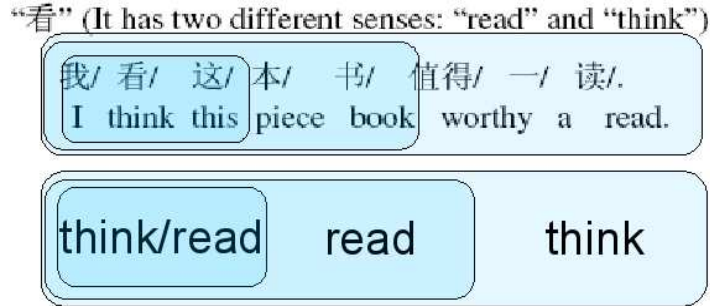 “看” (It has two different senses: “read” and “think”)
我/ 看/ 这/ 本/ 书/ 值得/ 一/ 读/.
I think this piece book worthy a read.
think/read read think